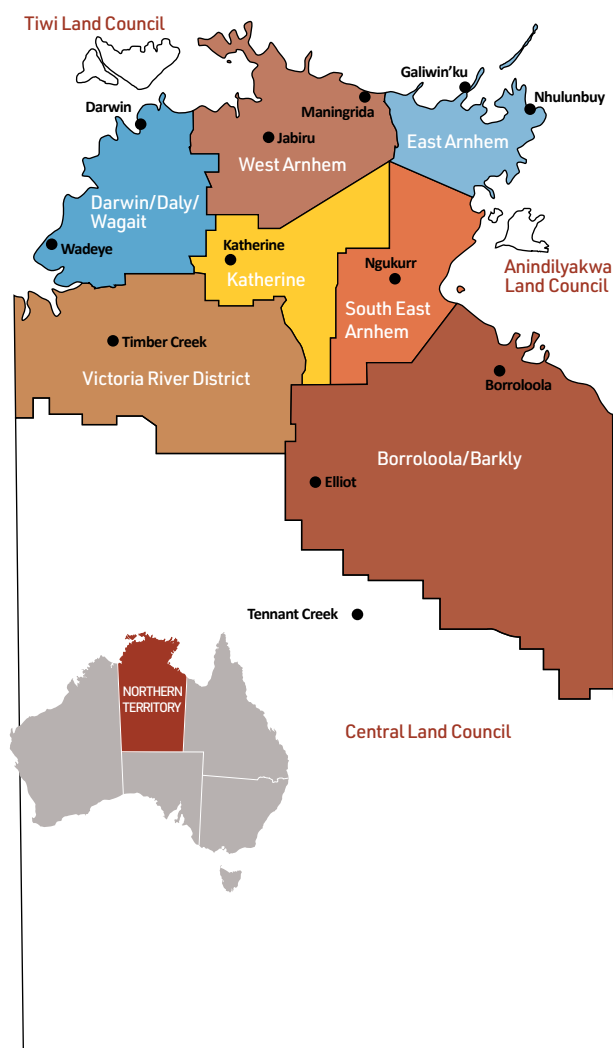 Tiwi Land Council
Galiwin'ku
Nhulunbuy
Darwin
Maningrida
Jabiru
East Arnhem
West Arnhem
Darwin/Daly/
Wagait
Wadeye
Katherine
Katherine
Ngukurr
Anindilyakwa
Land Council
South East
Arnhem
Timber Creek
Victoria River District
Borroloola
Borroloola/Barkly
Elliot
Tennant Creek
NORTHERN
TERRITORY
Central Land Council